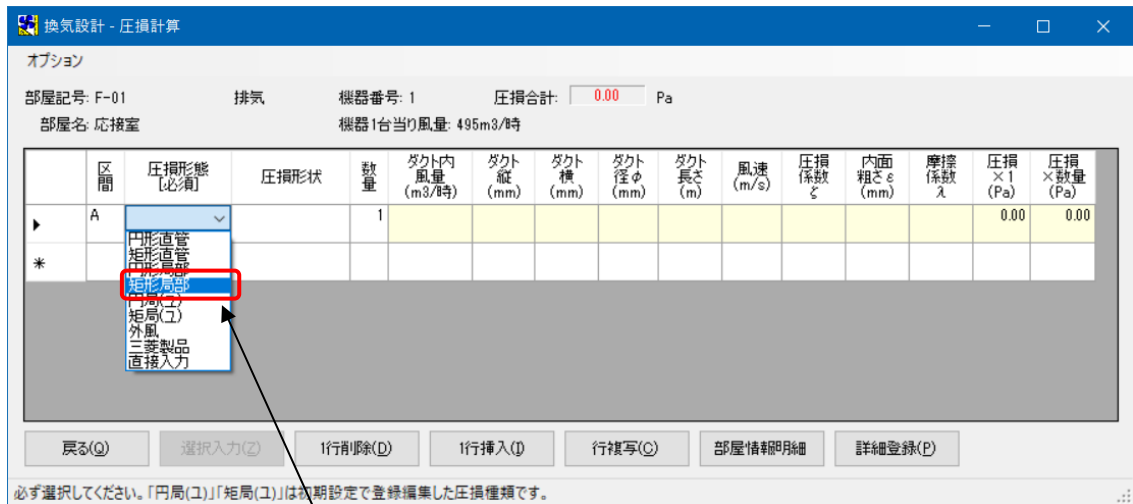 換気設計 - 圧損計算
オプション
部屋記号: F-01 排気 機器番号: 1 圧損合計: 0.00 Pa
部屋名: 応接室 機器1台当り風量: 495m3/時
区間 圧損形態[必須] 圧損形状 数量 ダクト内風量(m3/時) ダクト縦(mm) ダクト横(mm) ダクト径φ(mm) ダクト長さ(m) 風速(m/s) 圧損係数ζ 内面粗さε(mm) 摩擦係数λ 圧損×1(Pa) 圧損×数量(Pa)
A 1 0.00 0.00
円形直管
矩形直管
円形局部
矩形局部
円局(ユ)
矩局(ユ)
外風
三菱製品
直接入力
戻る(Q) 選択入力(Z) 1行削除(D) 1行挿入(I) 行複写(C) 部屋情報明細 詳細登録(P)
必ず選択してください。「円局(ユ)」「矩局(ユ)」は初期設定で登録編集した圧損種類です。